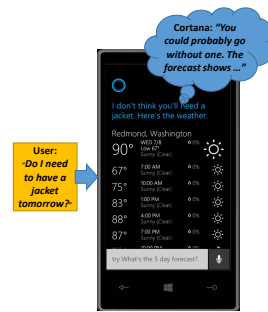 Cortana: “You
could probably go
without one. The
forecast shows …”
I don't think you'll need a
jacket. Here's the weather.
Redmond, Washington
90° WED 7/8 0%
Low 67°
Sunny (Clear)
67° 7:00 AM 0%
Sunny (Clear)
75° 10:00 AM 0%
Sunny (Clear)
83° 1:00 PM 0%
Sunny (Clear)
88° 4:00 PM 0%
Sunny (Clear)
87° 7:00 PM 0%
Sunny (Clear)
10:00 PM 0%
try What's the 5 day forecast?
User:
-Do I need
to have a
jacket
tomorrow?-